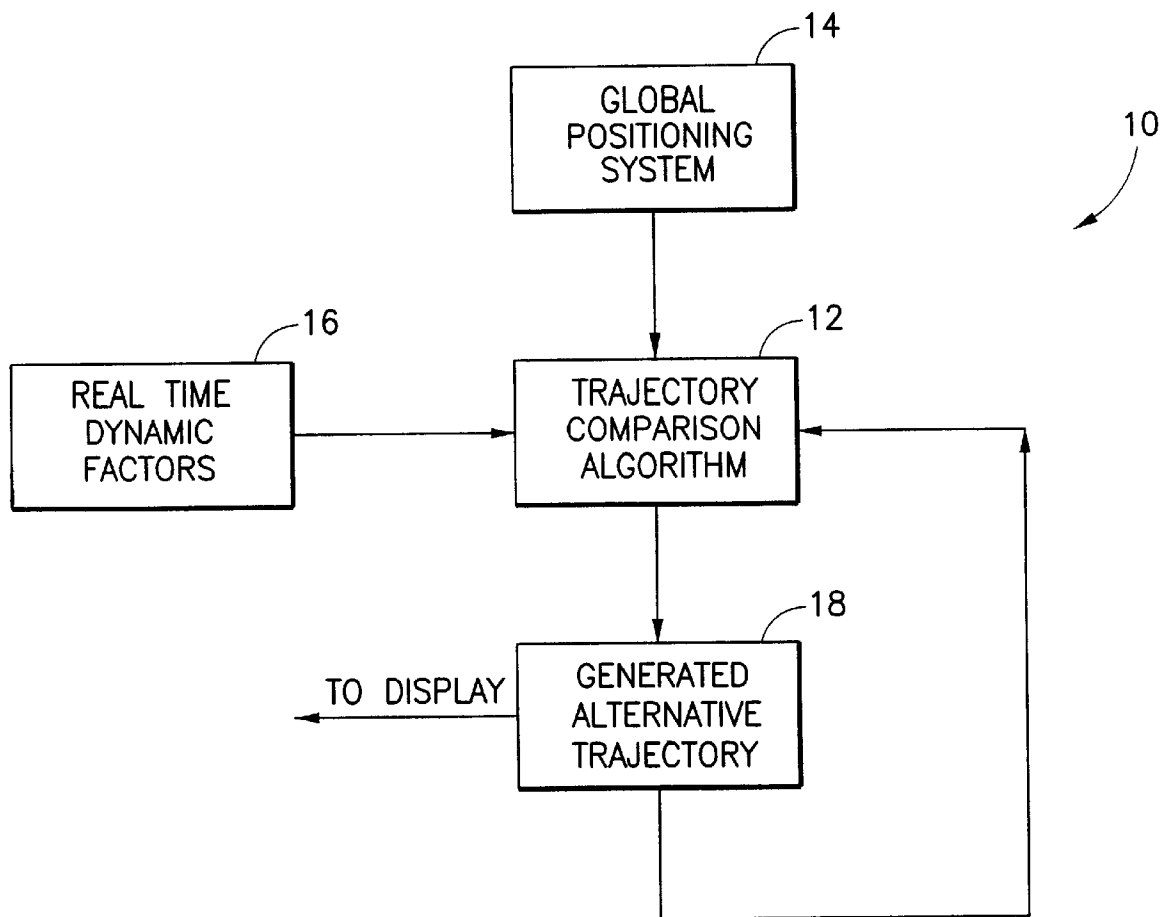 14
GLOBAL
POSITIONING
SYSTEM
10
16
REAL TIME
DYNAMIC
FACTORS
12
TRAJECTORY
COMPARISON
ALGORITHM
18
TO DISPLAY
GENERATED
ALTERNATIVE
TRAJECTORY